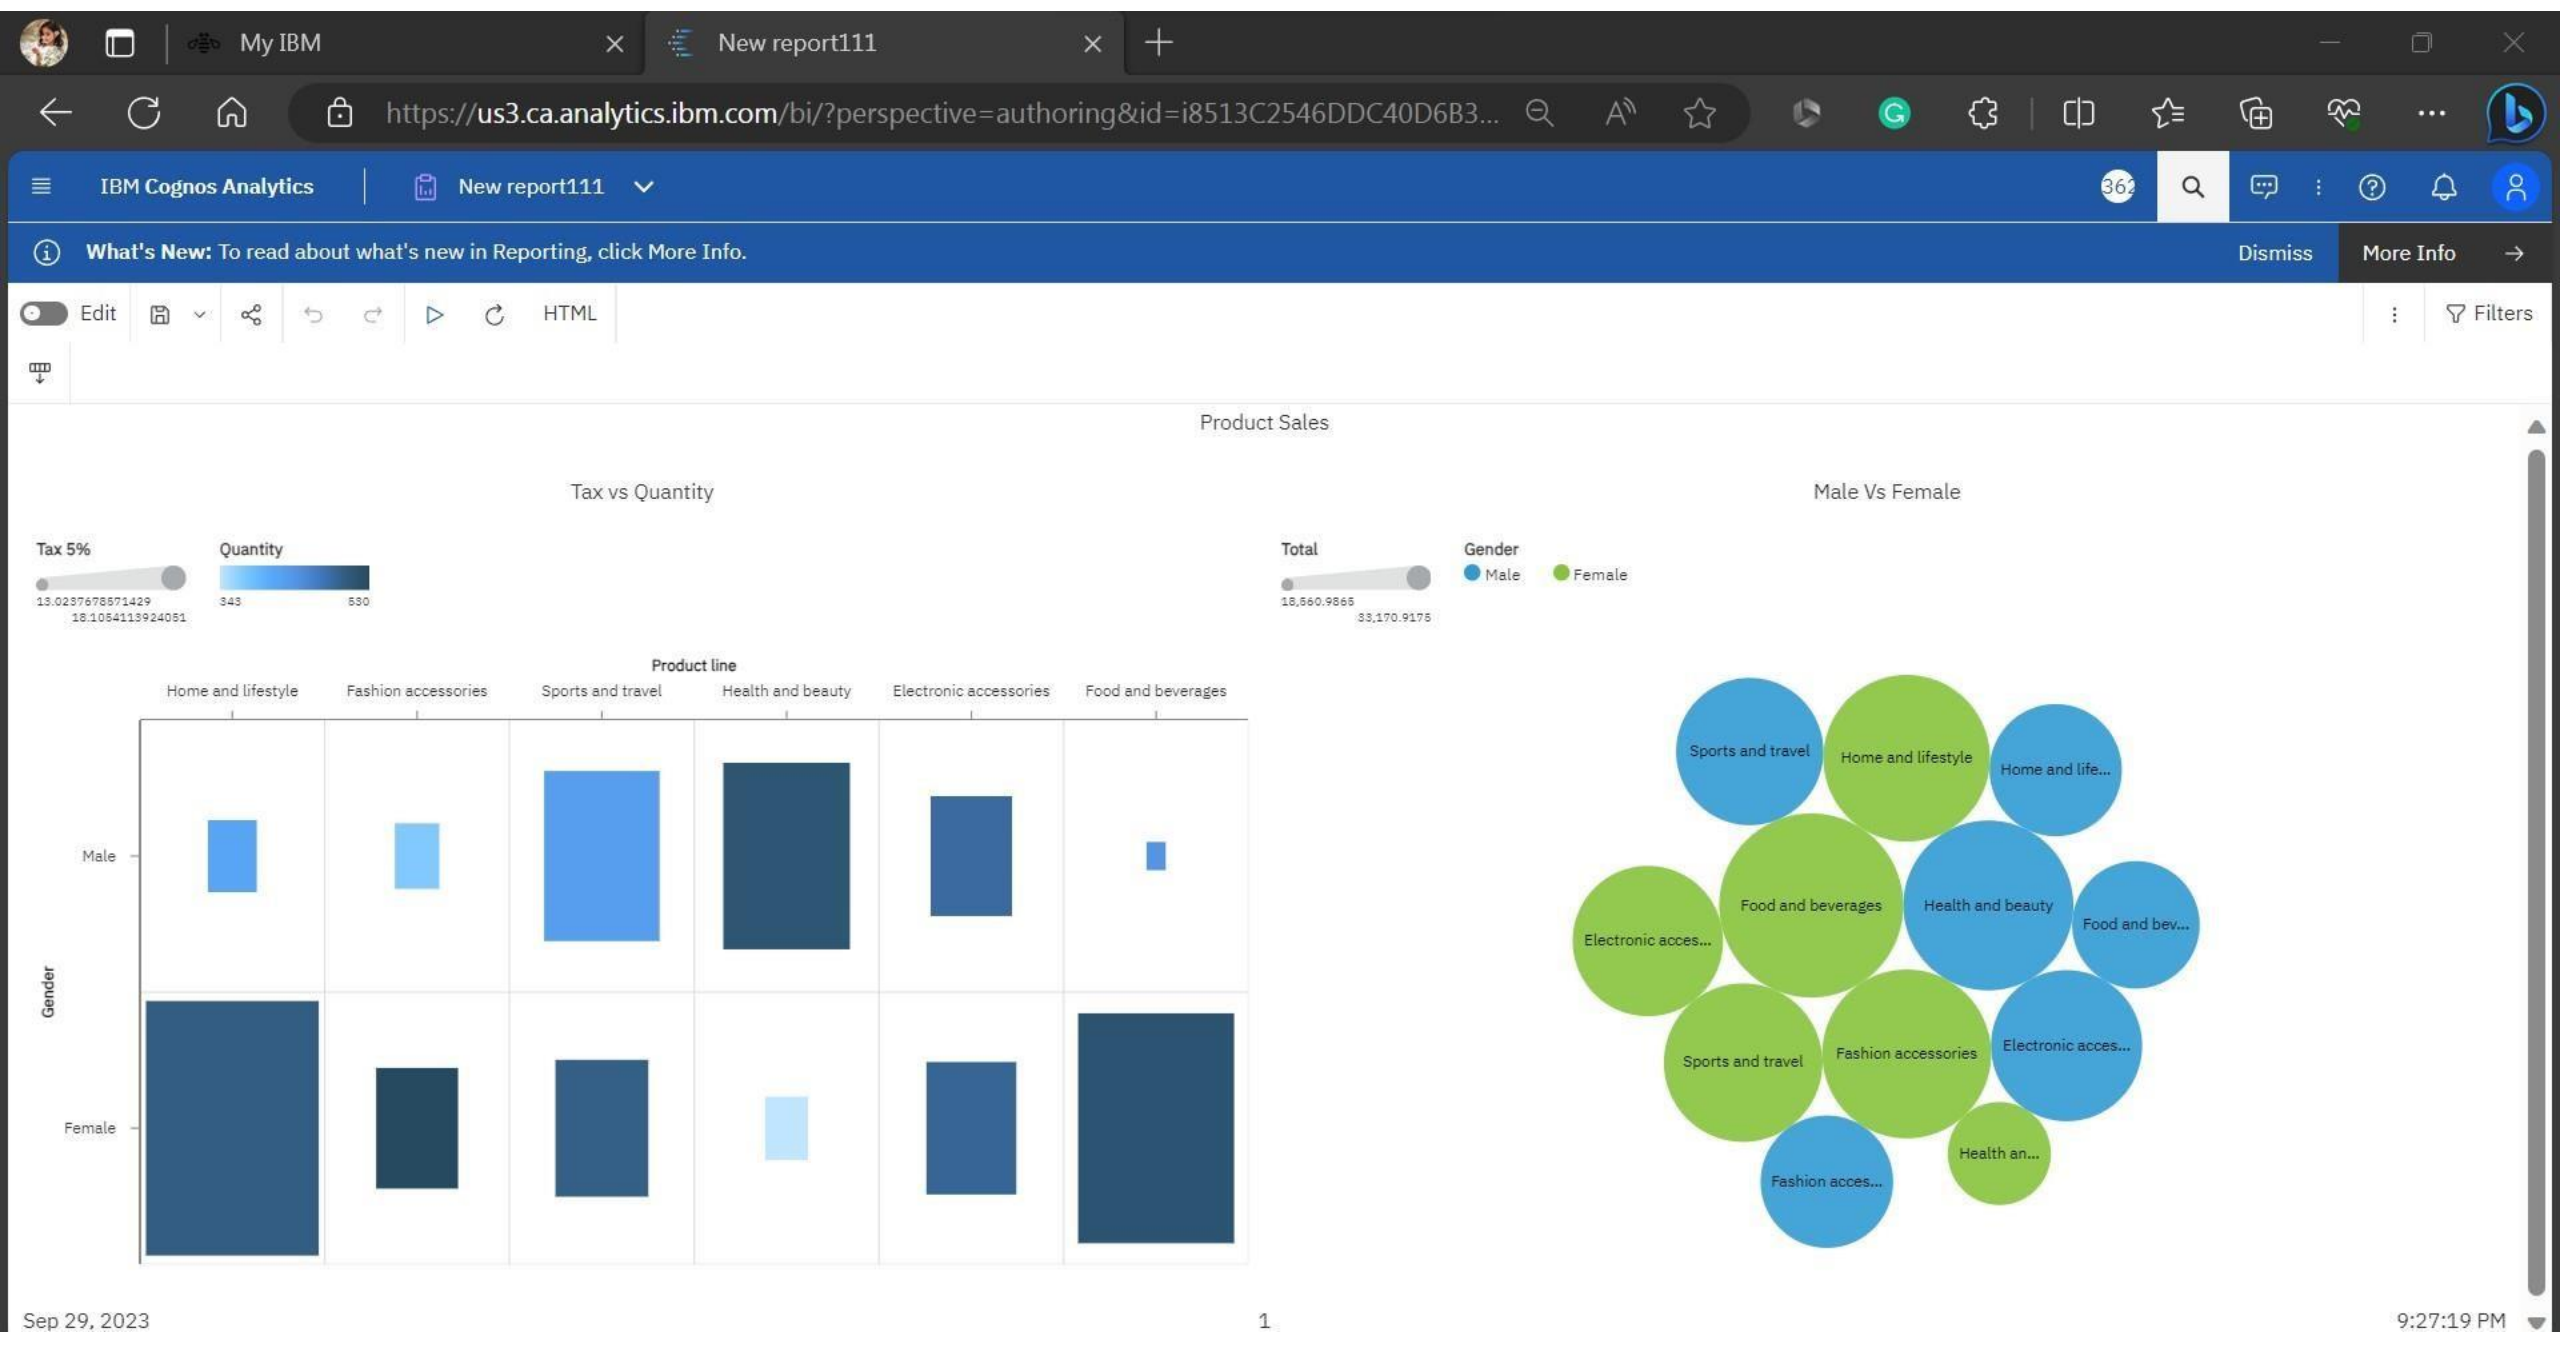 My IBM
New report111
https://us3.ca.analytics.ibm.com/bi/?perspective=authoring&id=i8513C2546DDC40D6B3...
IBM Cognos Analytics
New report111
362
What's New: To read about what's new in Reporting, click More Info.
Dismiss
More Info
Edit
HTML
Filters
Product Sales
Tax vs Quantity
Tax 5%
13.0237678571429
18.1054113924051
Quantity
343 530
Product line
Home and lifestyle Fashion accessories Sports and travel Health and beauty Electronic accessories Food and beverages
Gender
Male
Female
Male Vs Female
Total
18,560.9865
33,170.9175
Gender
Male Female
Sports and travel
Home and lifestyle
Home and life...
Food and beverages
Health and beauty
Food and bev...
Electronic acces...
Sports and travel
Fashion accessories
Electronic acces...
Health an...
Fashion acces...
Sep 29, 2023
1
9:27:19 PM